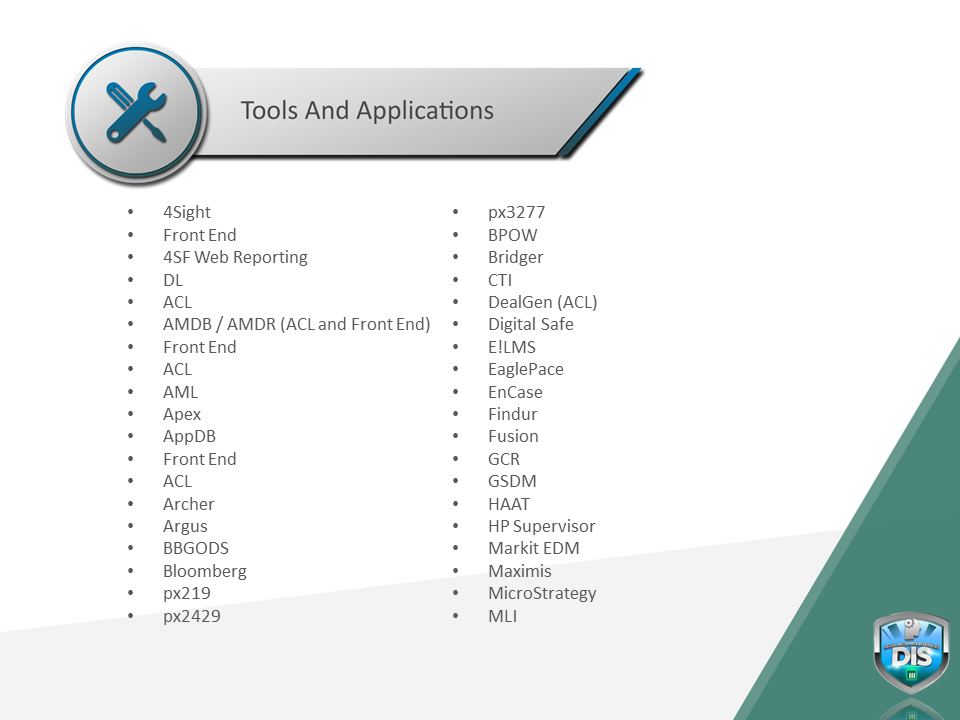 Tools And Applications
• 4Sight
• Front End
• 4SF Web Reporting
• DL
• ACL
• AMDB / AMDR (ACL and Front End)
• Front End
• ACL
• AML
• Apex
• AppDB
• Front End
• ACL
• Archer
• Argus
• BBGODS
• Bloomberg
• px219
• px2429
• px3277
• BPOW
• Bridger
• CTI
• DealGen (ACL)
• Digital Safe
• E!LMS
• EaglePace
• EnCase
• Findur
• Fusion
• GCR
• GSDM
• HAAT
• HP Supervisor
• Markit EDM
• Maximis
• MicroStrategy
• MLI
DIS